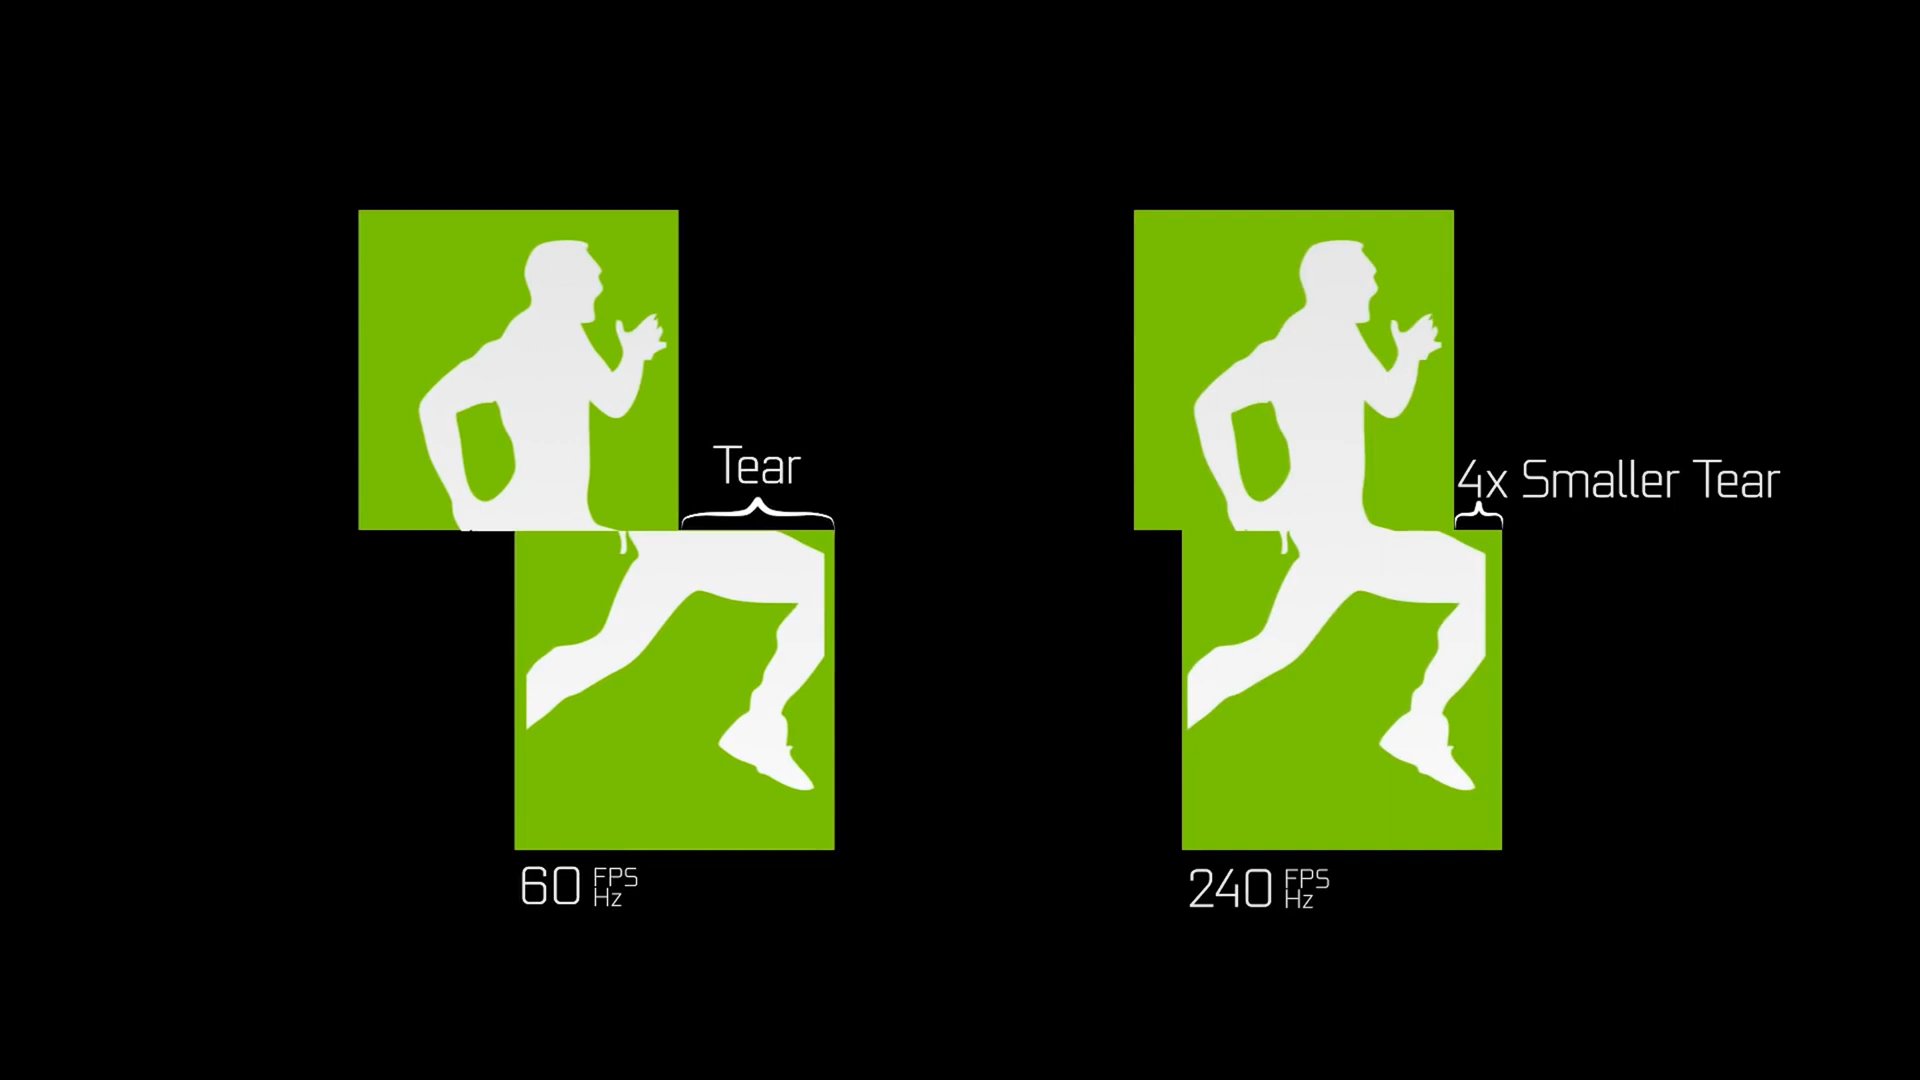 Tear
4x Smaller Tear
60 FPS
Hz
240 FPS
Hz